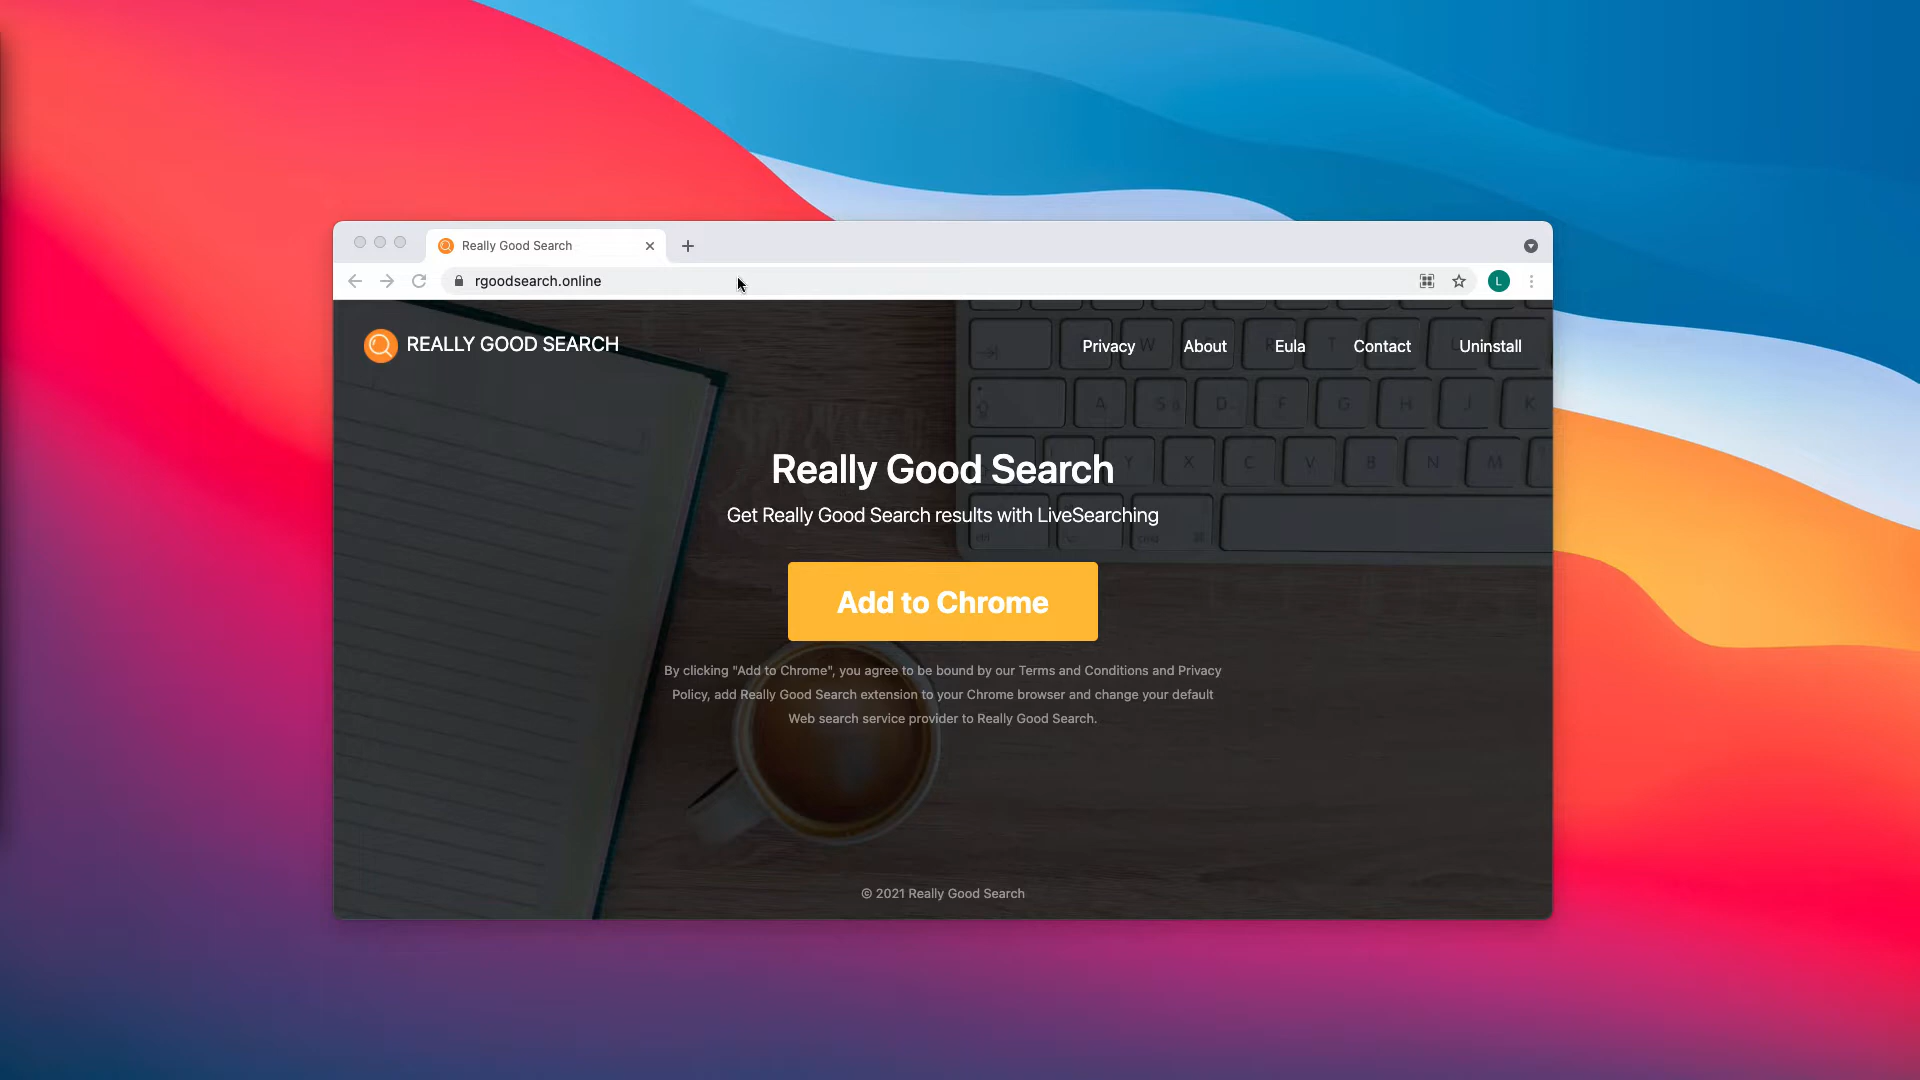 Really Good Search
rgoodsearch.online
L
REALLY GOOD SEARCH
Privacy
About
Eula
Contact
Uninstall
A S D F G H J K
Y X C V B N M
Really Good Search
Get Really Good Search results with LiveSearching
Add to Chrome
By clicking "Add to Chrome", you agree to be bound by our Terms and Conditions and Privacy
Policy, add Really Good Search extension to your Chrome browser and change your default
Web search service provider to Really Good Search.
© 2021 Really Good Search